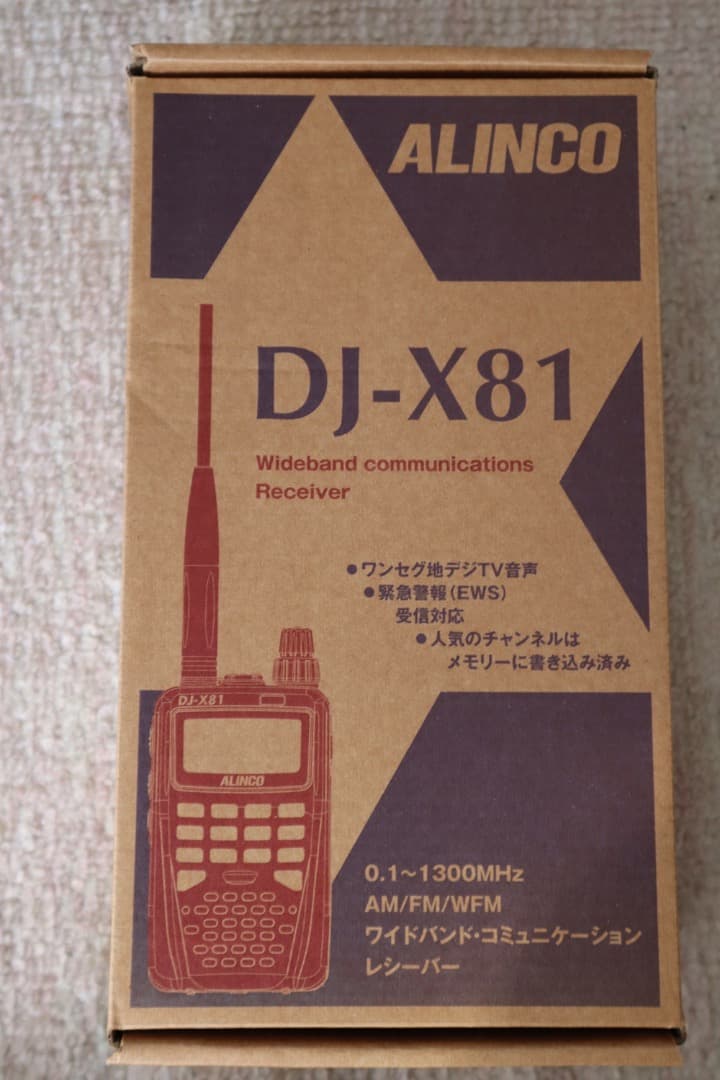 ALINCO
DJ-X81
Wideband communications
Receiver
●ワンセグ地デジTV音声
●緊急警報(EWS)
受信対応
●人気のチャンネルは
メモリーに書き込み済み
DJ-X81
ALINCO
0.1~1300MHz
AM/FM/WFM
ワイドバンド・コミュニケーション
レシーバー